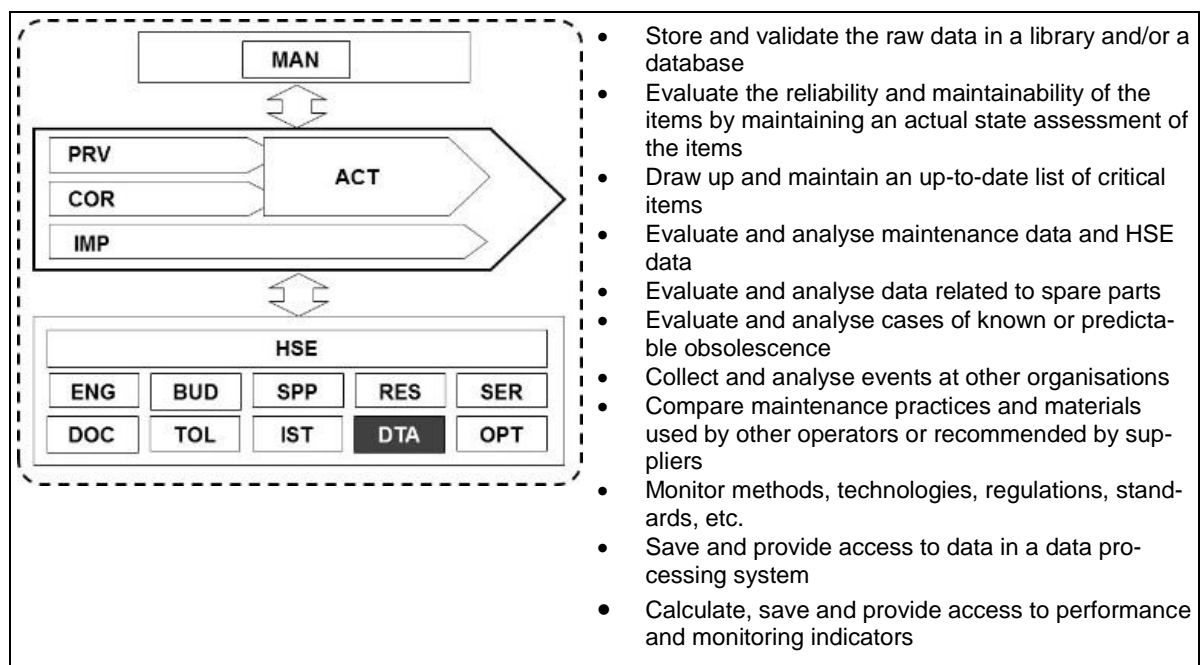 MAN
PRV
ACT
COR
IMP
HSE
ENG BUD SPP RES SER
DOC TOL IST DTA OPT
• Store and validate the raw data in a library and/or a
database
• Evaluate the reliability and maintainability of the
items by maintaining an actual state assessment of
the items
• Draw up and maintain an up-to-date list of critical
items
• Evaluate and analyse maintenance data and HSE
data
• Evaluate and analyse data related to spare parts
• Evaluate and analyse cases of known or predicta-
ble obsolescence
• Collect and analyse events at other organisations
• Compare maintenance practices and materials
used by other operators or recommended by sup-
pliers
• Monitor methods, technologies, regulations, stand-
ards, etc.
• Save and provide access to data in a data pro-
cessing system
• Calculate, save and provide access to performance
and monitoring indicators